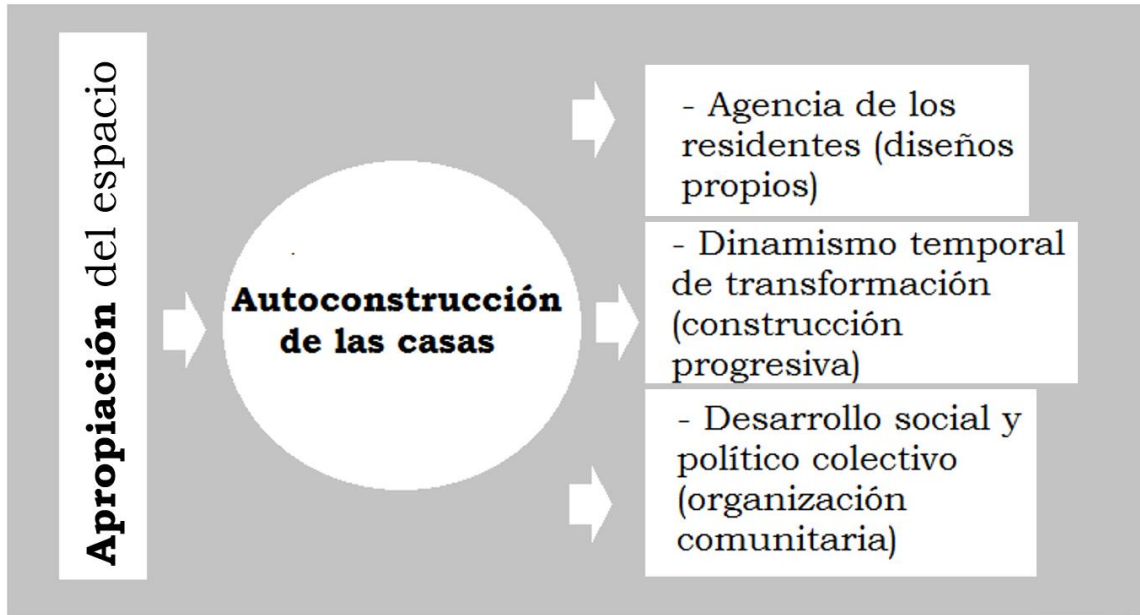 Apropiación del espacio
Autoconstrucción
de las casas
- Agencia de los
residentes (diseños
propios)
- Dinamismo temporal
de transformación
(construcción
progresiva)
- Desarrollo social y
político colectivo
(organización
comunitaria)